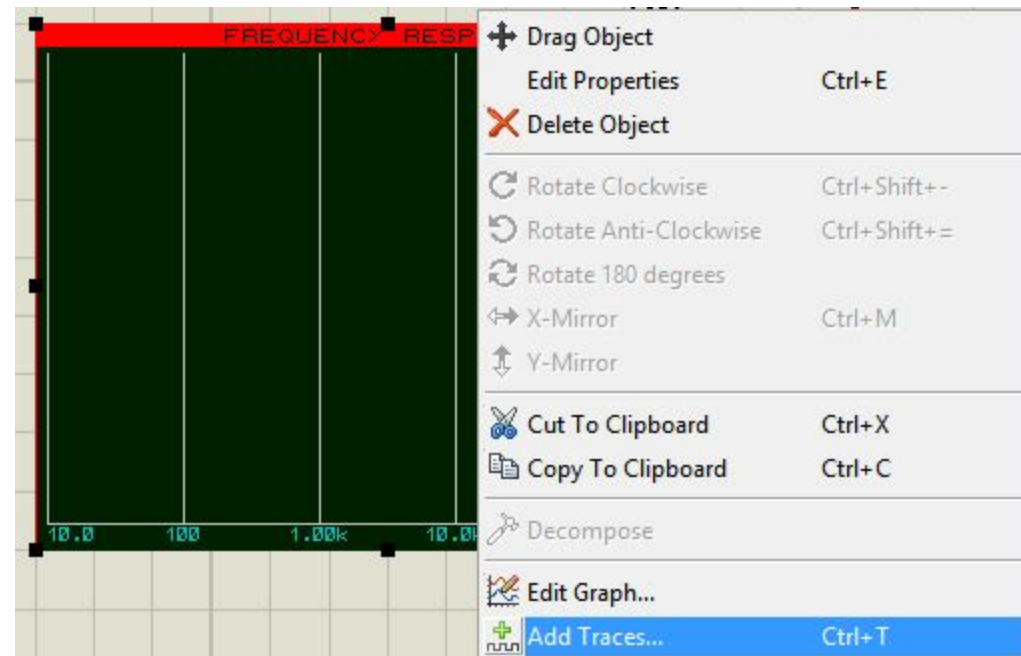 FREQUENCY RESP
Drag Object
Edit Properties Ctrl+E
Delete Object
Rotate Clockwise Ctrl+Shift+-
Rotate Anti-Clockwise Ctrl+Shift+=
Rotate 180 degrees
X-Mirror Ctrl+M
Y-Mirror
Cut To Clipboard Ctrl+X
Copy To Clipboard Ctrl+C
10.0 100 1.00k 10.0k
Decompose
Edit Graph...
Add Traces... Ctrl+T